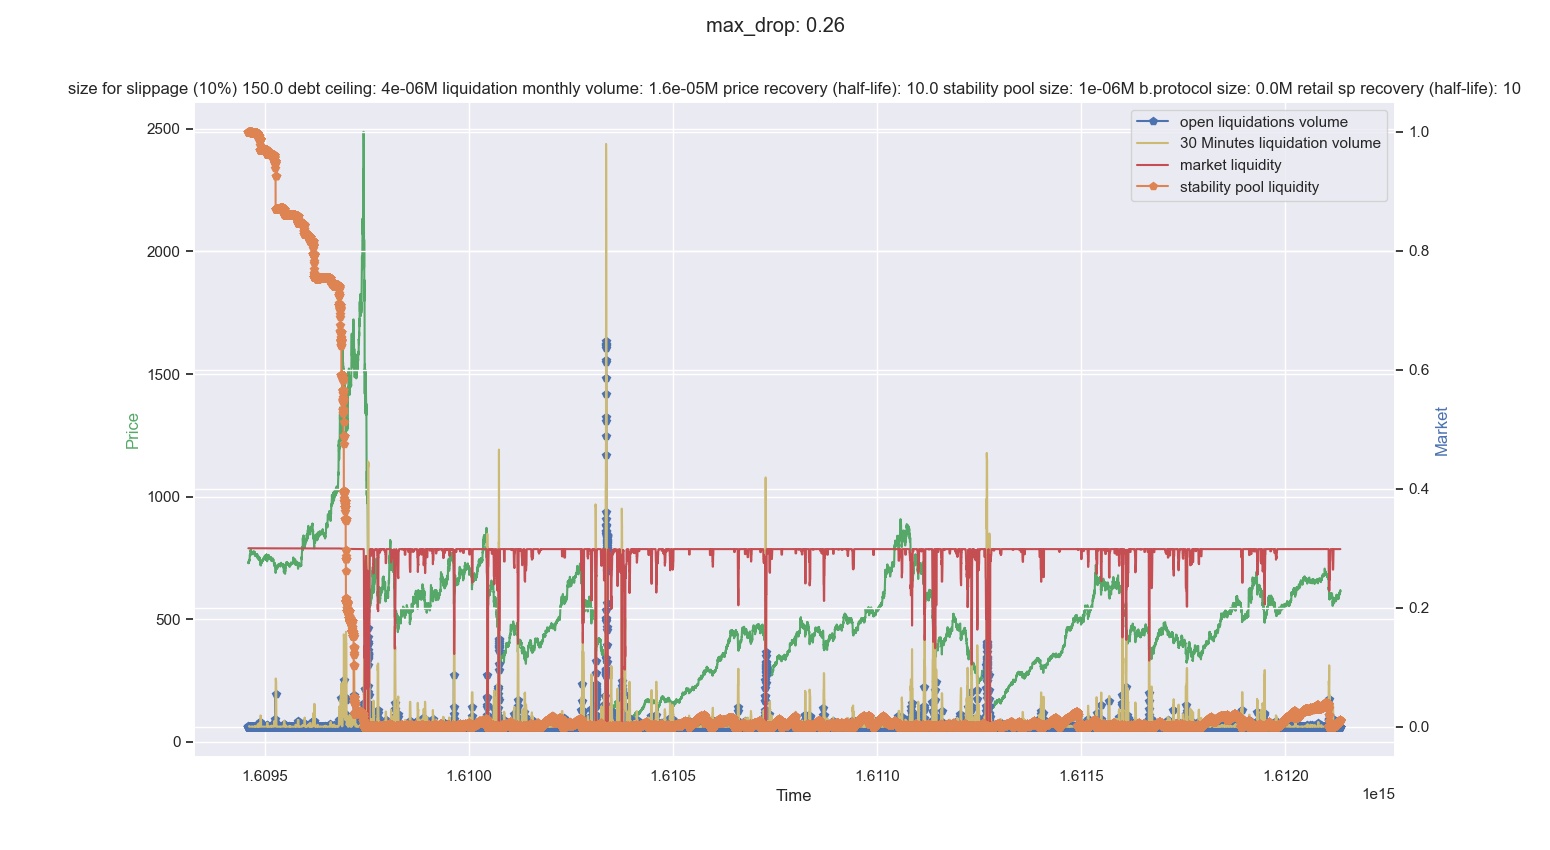 max_drop: 0.26
size for slippage (10%) 150.0 debt ceiling: 4e-06M liquidation monthly volume: 1.6e-05M price recovery (half-life): 10.0 stability pool size: 1e-06M b.protocol size: 0.0M retail sp recovery (half-life): 10
open liquidations volume
30 Minutes liquidation volume
market liquidity
stability pool liquidity
2500
2000
1500
1000
500
0
Price
1.0
0.8
0.6
0.4
0.2
0.0
Market
1.6095 1.6100 1.6105 1.6110 1.6115 1.6120
1e15
Time